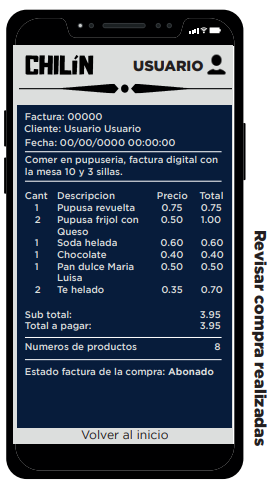 CHILíN
USUARIO
Factura: 00000
Cliente: Usuario Usuario
Fecha: 00/00/0000 00:00:00
Comer en pupuseria, factura digital con
la mesa 10 y 3 sillas.
Cant Descripcion Precio Total
1 Pupusa revuelta 0.75 0.75
2 Pupusa frijol con 0.50 1.00
Queso
1 Soda helada 0.60 0.60
1 Chocolate 0.40 0.40
1 Pan dulce Maria 0.50 0.50
Luisa
2 Te helado 0.35 0.70
Sub total: 3.95
Total a pagar: 3.95
Numeros de productos 8
Estado factura de la compra: Abonado
Volver al inicio
Revisar compra realizadas